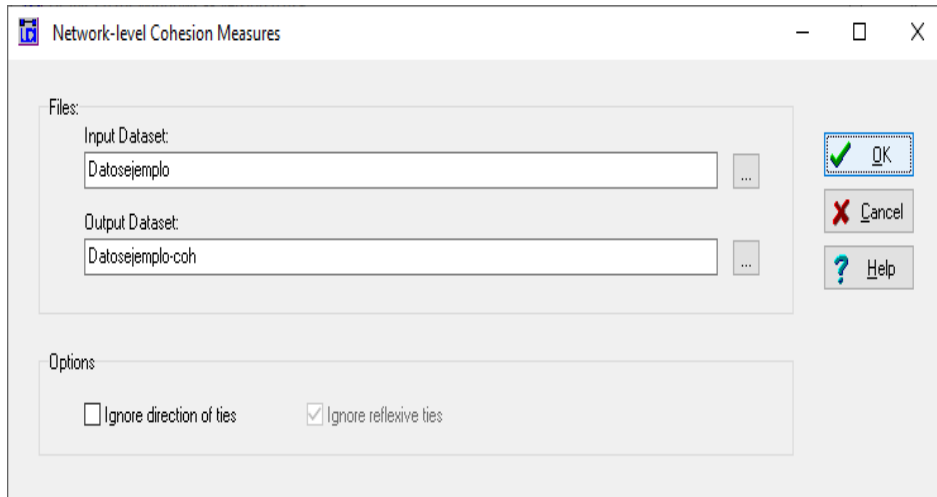 Network-level Cohesion Measures
Files:
Input Dataset:
Datosejemplo
...
OK
Output Dataset:
Datosejemplo-coh
...
Cancel
Help
Options
Ignore direction of ties
Ignore reflexive ties